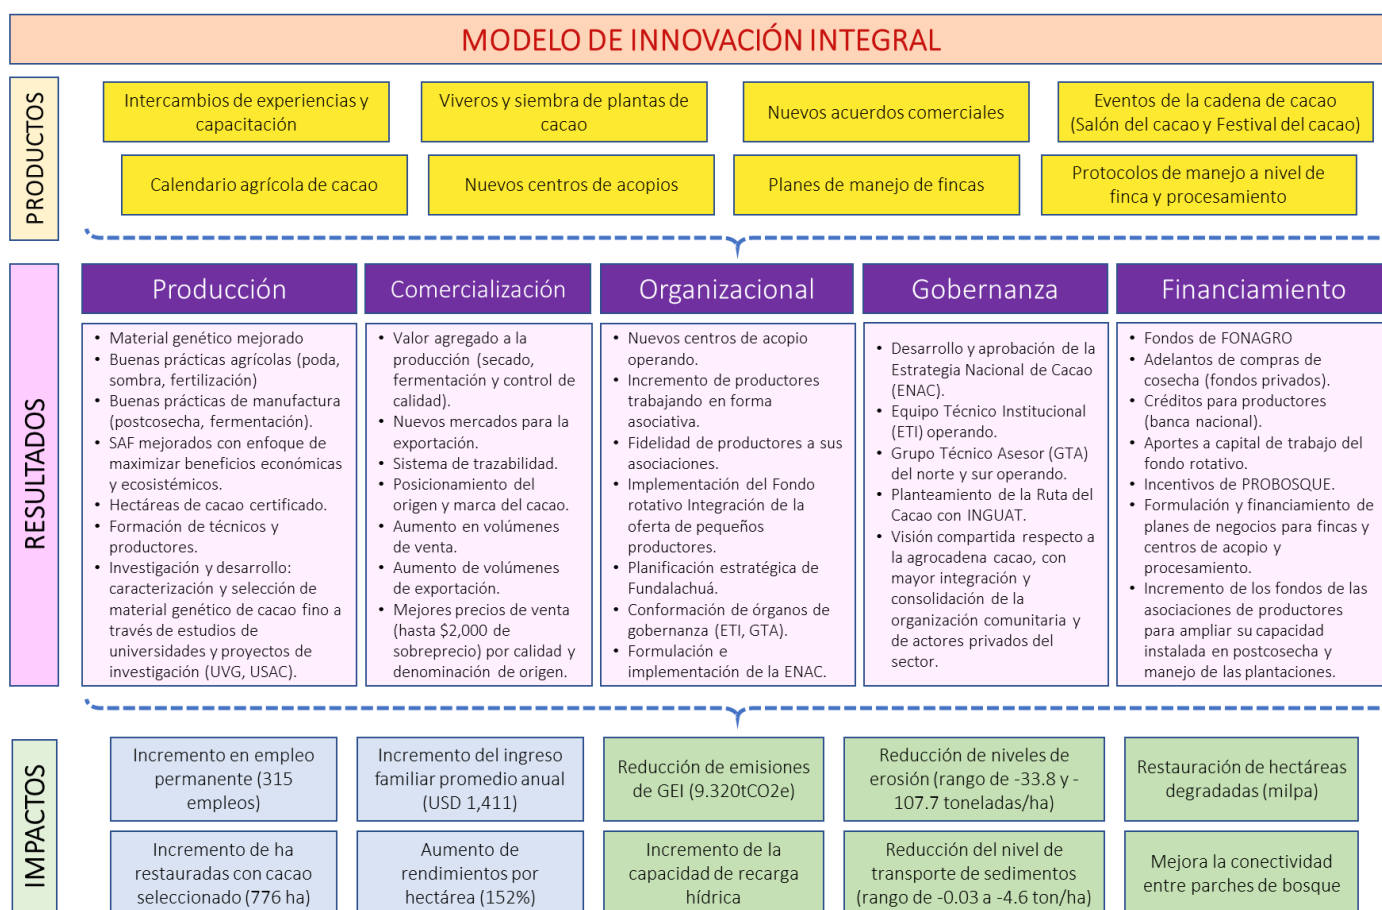 MODELO DE INNOVACIÓN INTEGRAL
PRODUCTOS
Intercambios de experiencias y
capacitación
Viveros y siembra de plantas de
cacao
Nuevos acuerdos comerciales
Eventos de la cadena de cacao
(Salón del cacao y Festival del cacao)
Calendario agrícola de cacao
Nuevos centros de acopios
Planes de manejo de fincas
Protocolos de manejo a nivel de
finca y procesamiento
RESULTADOS
Producción
• Material genético mejorado
• Buenas prácticas agrícolas (poda,
sombra, fertilización)
• Buenas prácticas de manufactura
(postcosecha, fermentación).
• SAF mejorados con enfoque de
maximizar beneficios económicas
y ecosistémicos.
• Hectáreas de cacao certificado.
• Formación de técnicos y
productores.
• Investigación y desarrollo:
caracterización y selección de
material genético de cacao fino a
través de estudios de
universidades y proyectos de
investigación (UVG, USAC).
Comercialización
• Valor agregado a la
producción (secado,
fermentación y control de
calidad).
• Nuevos mercados para la
exportación.
• Sistema de trazabilidad.
• Posicionamiento del
origen y marca del cacao.
• Aumento en volúmenes
de venta.
• Aumento de volúmenes
de exportación.
• Mejores precios de venta
(hasta $2,000 de
sobreprecio) por calidad y
denominación de origen.
Organizacional
• Nuevos centros de acopio
operando.
• Incremento de productores
trabajando en forma
asociativa.
• Fidelidad de productores a sus
asociaciones.
• Implementación del Fondo
rotativo Integración de la
oferta de pequeños
productores.
• Planificación estratégica de
Fundalachuá.
• Conformación de órganos de
gobernanza (ETI, GTA).
• Formulación e
implementación de la ENAC.
Gobernanza
• Desarrollo y aprobación de la
Estrategia Nacional de Cacao
(ENAC).
• Equipo Técnico Institucional
(ETI) operando.
• Grupo Técnico Asesor (GTA)
del norte y sur operando.
• Planteamiento de la Ruta del
Cacao con INGUAT.
• Visión compartida respecto a
la agrocadena cacao, con
mayor integración y
consolidación de la
organización comunitaria y
de actores privados del
sector.
Financiamiento
• Fondos de FONAGRO
• Adelantos de compras de
cosecha (fondos privados).
• Créditos para productores
(banca nacional).
• Aportes a capital de trabajo del
fondo rotativo.
• Incentivos de PROBOSQUE.
• Formulación y financiamiento de
planes de negocios para fincas y
centros de acopio y
procesamiento.
• Incremento de los fondos de las
asociaciones de productores
para ampliar su capacidad
instalada en postcosecha y
manejo de las plantaciones.
IMPACTOS
Incremento en empleo
permanente (315
empleos)
Incremento del ingreso
familiar promedio anual
(USD 1,411)
Reducción de emisiones
de GEI (9.320tCO2e)
Reducción de niveles de
erosión (rango de -33.8 y -
107.7 toneladas/ha)
Restauración de hectáreas
degradadas (milpa)
Incremento de ha
restauradas con cacao
seleccionado (776 ha)
Aumento de
rendimientos por
hectárea (152%)
Incremento de la
capacidad de recarga
hídrica
Reducción del nivel de
transporte de sedimentos
(rango de -0.03 a -4.6 ton/ha)
Mejora la conectividad
entre parches de bosque